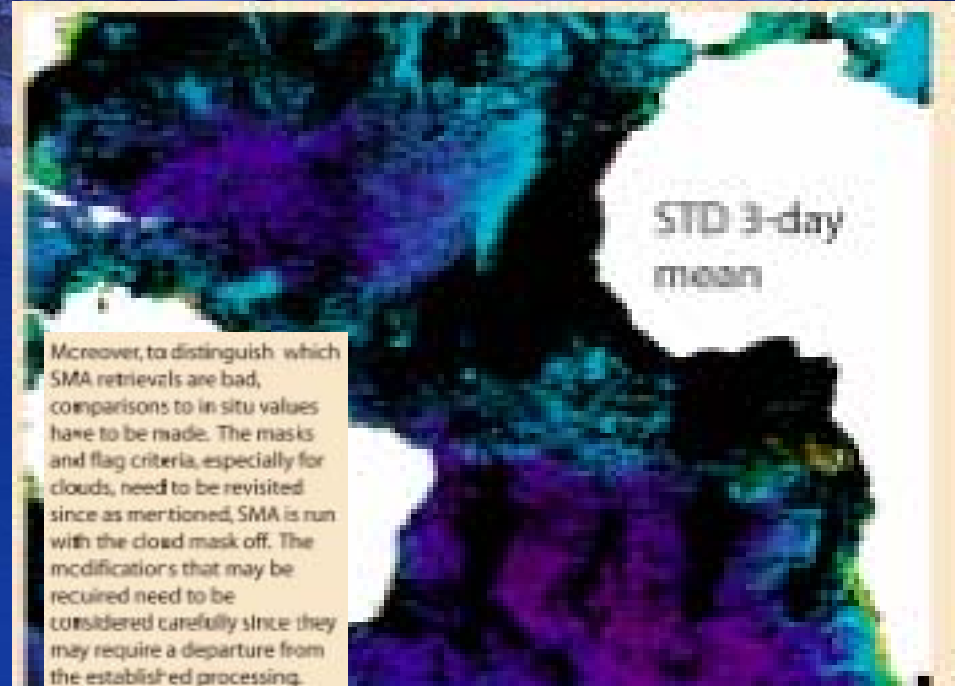 STD 3-day
mean
Moreover, to distinguish which
SMA retrievals are bad,
comparisons to in situ values
have to be made. The masks
and flag criteria, especially for
clouds, need to be revisited
since as mentioned, SMA is run
with the cloud mask off. The
modifications that may be
required need to be
considered carefully since they
may require a departure from
the established processing.